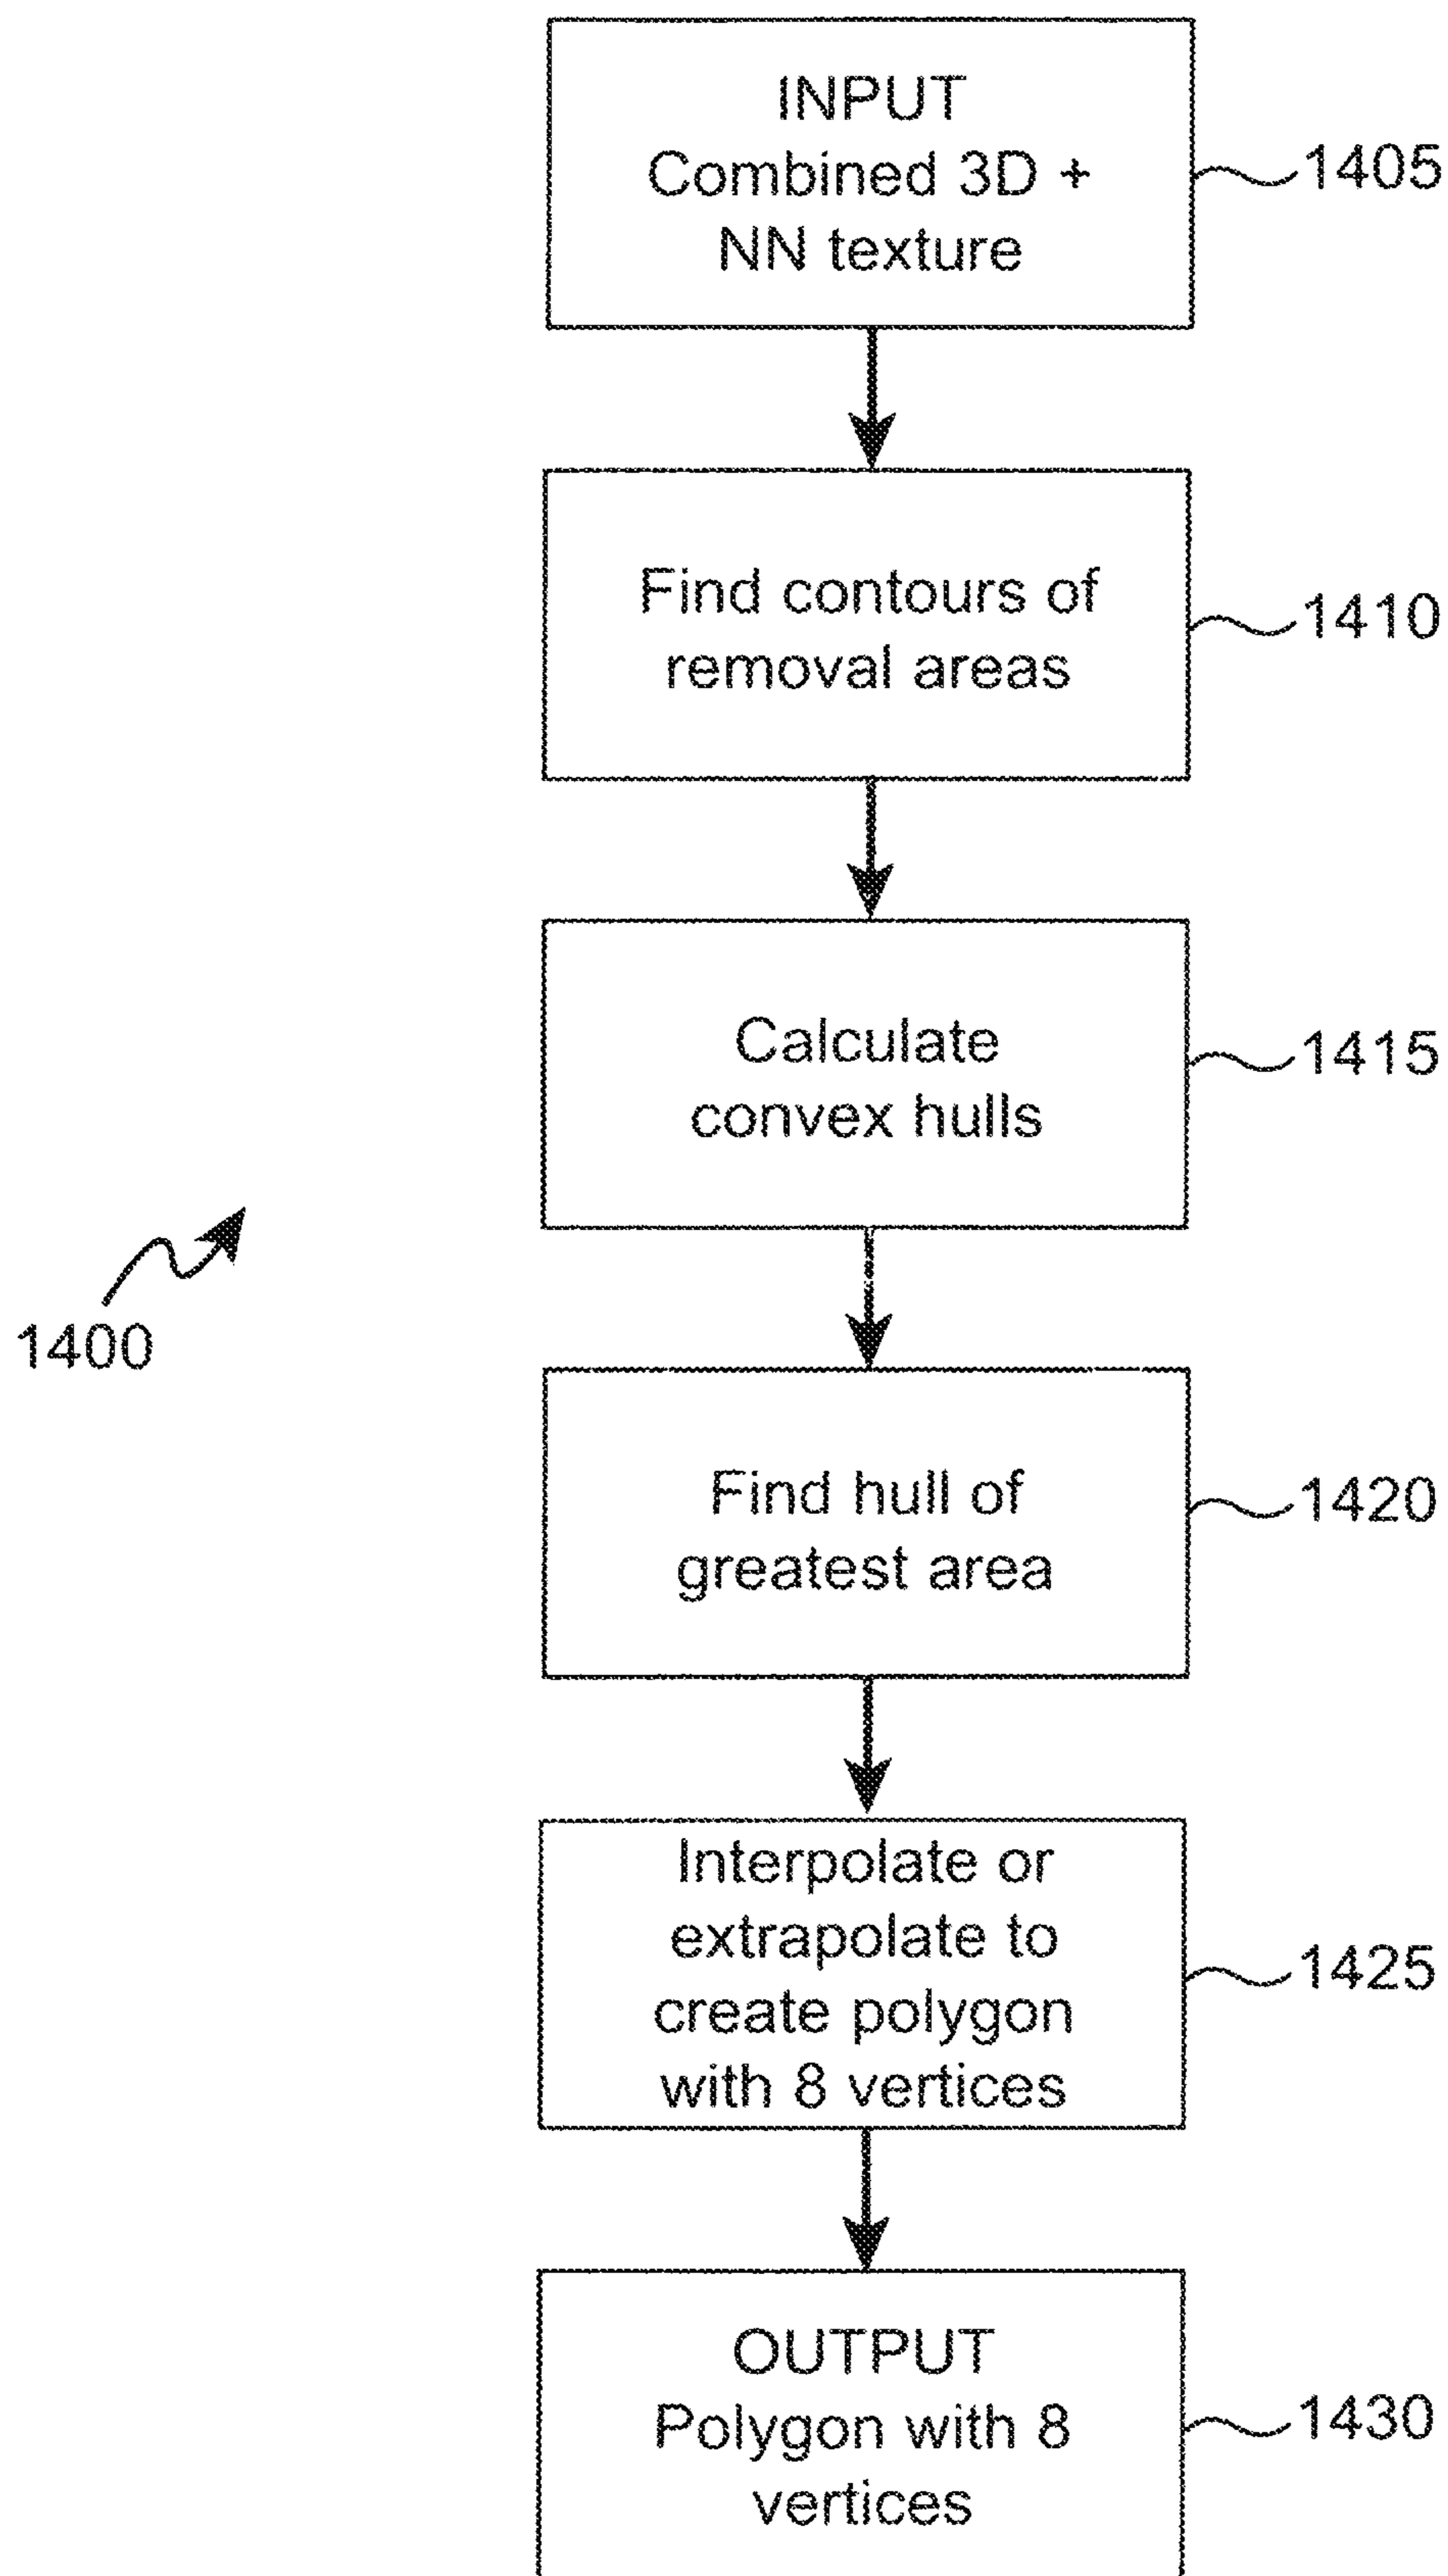 INPUT
Combined 3D +
NN texture
1405
Find contours of
removal areas
1410
Calculate
convex hulls
1415
1400
Find hull of
greatest area
1420
Interpolate or
extrapolate to
create polygon
with 8 vertices
1425
OUTPUT
Polygon with 8
vertices
1430